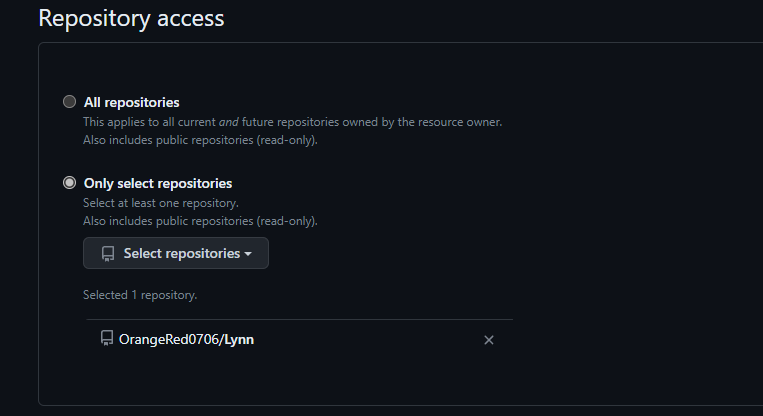 Repository access
All repositories
This applies to all current and future repositories owned by the resource owner.
Also includes public repositories (read-only).
Only select repositories
Select at least one repository.
Also includes public repositories (read-only).
Select repositories
Selected 1 repository.
OrangeRed0706/Lynn